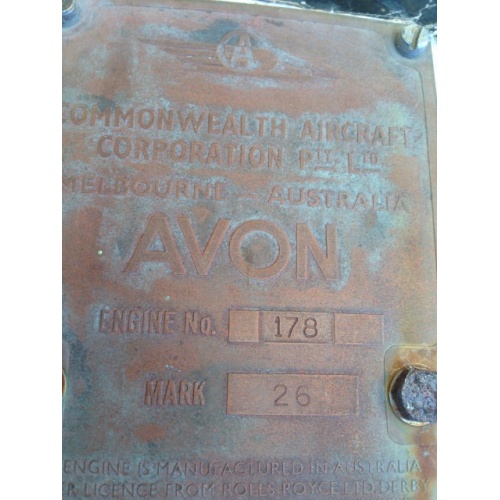 A
COMMONWEALTH AIRCRAFT
CORPORATION PTY LTD
MELBOURNE – AUSTRALIA
AVON
ENGINE No. 178
MARK 26
ENGINE IS MANUFACTURED IN AUSTRALIA
LICENCE FROM ROLLS-ROYCE LTD DERBY